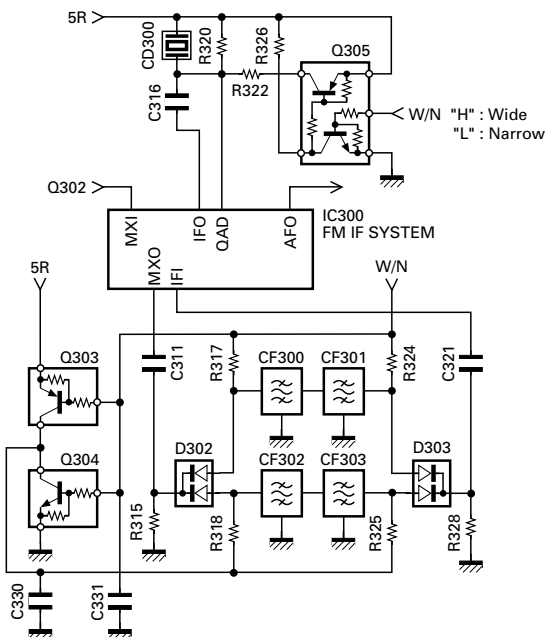 5R
CD300
R320
R326
Q305
R322
C316
W/N "H" : Wide
"L" : Narrow
Q302
MXI
IFO
QAD
AFO
IC300
FM IF SYSTEM
MXO
IFI
5R
W/N
Q303
C311
R317
CF300
CF301
R324
C321
Q304
D302
CF302
CF303
D303
R315
R318
R325
R328
C330
C331